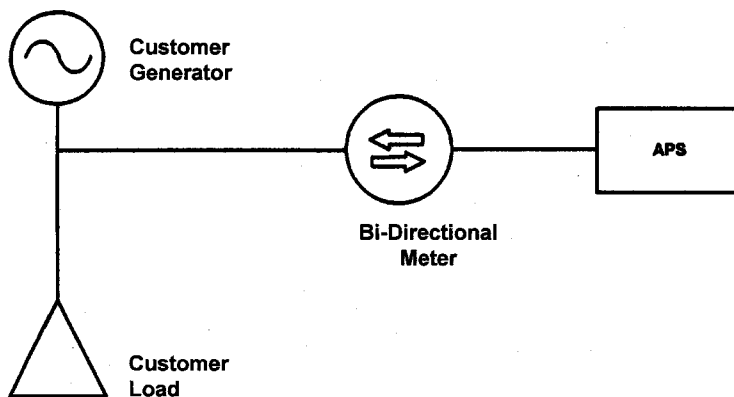 Customer
Generator
APS
Bi-Directional
Meter
Customer
Load